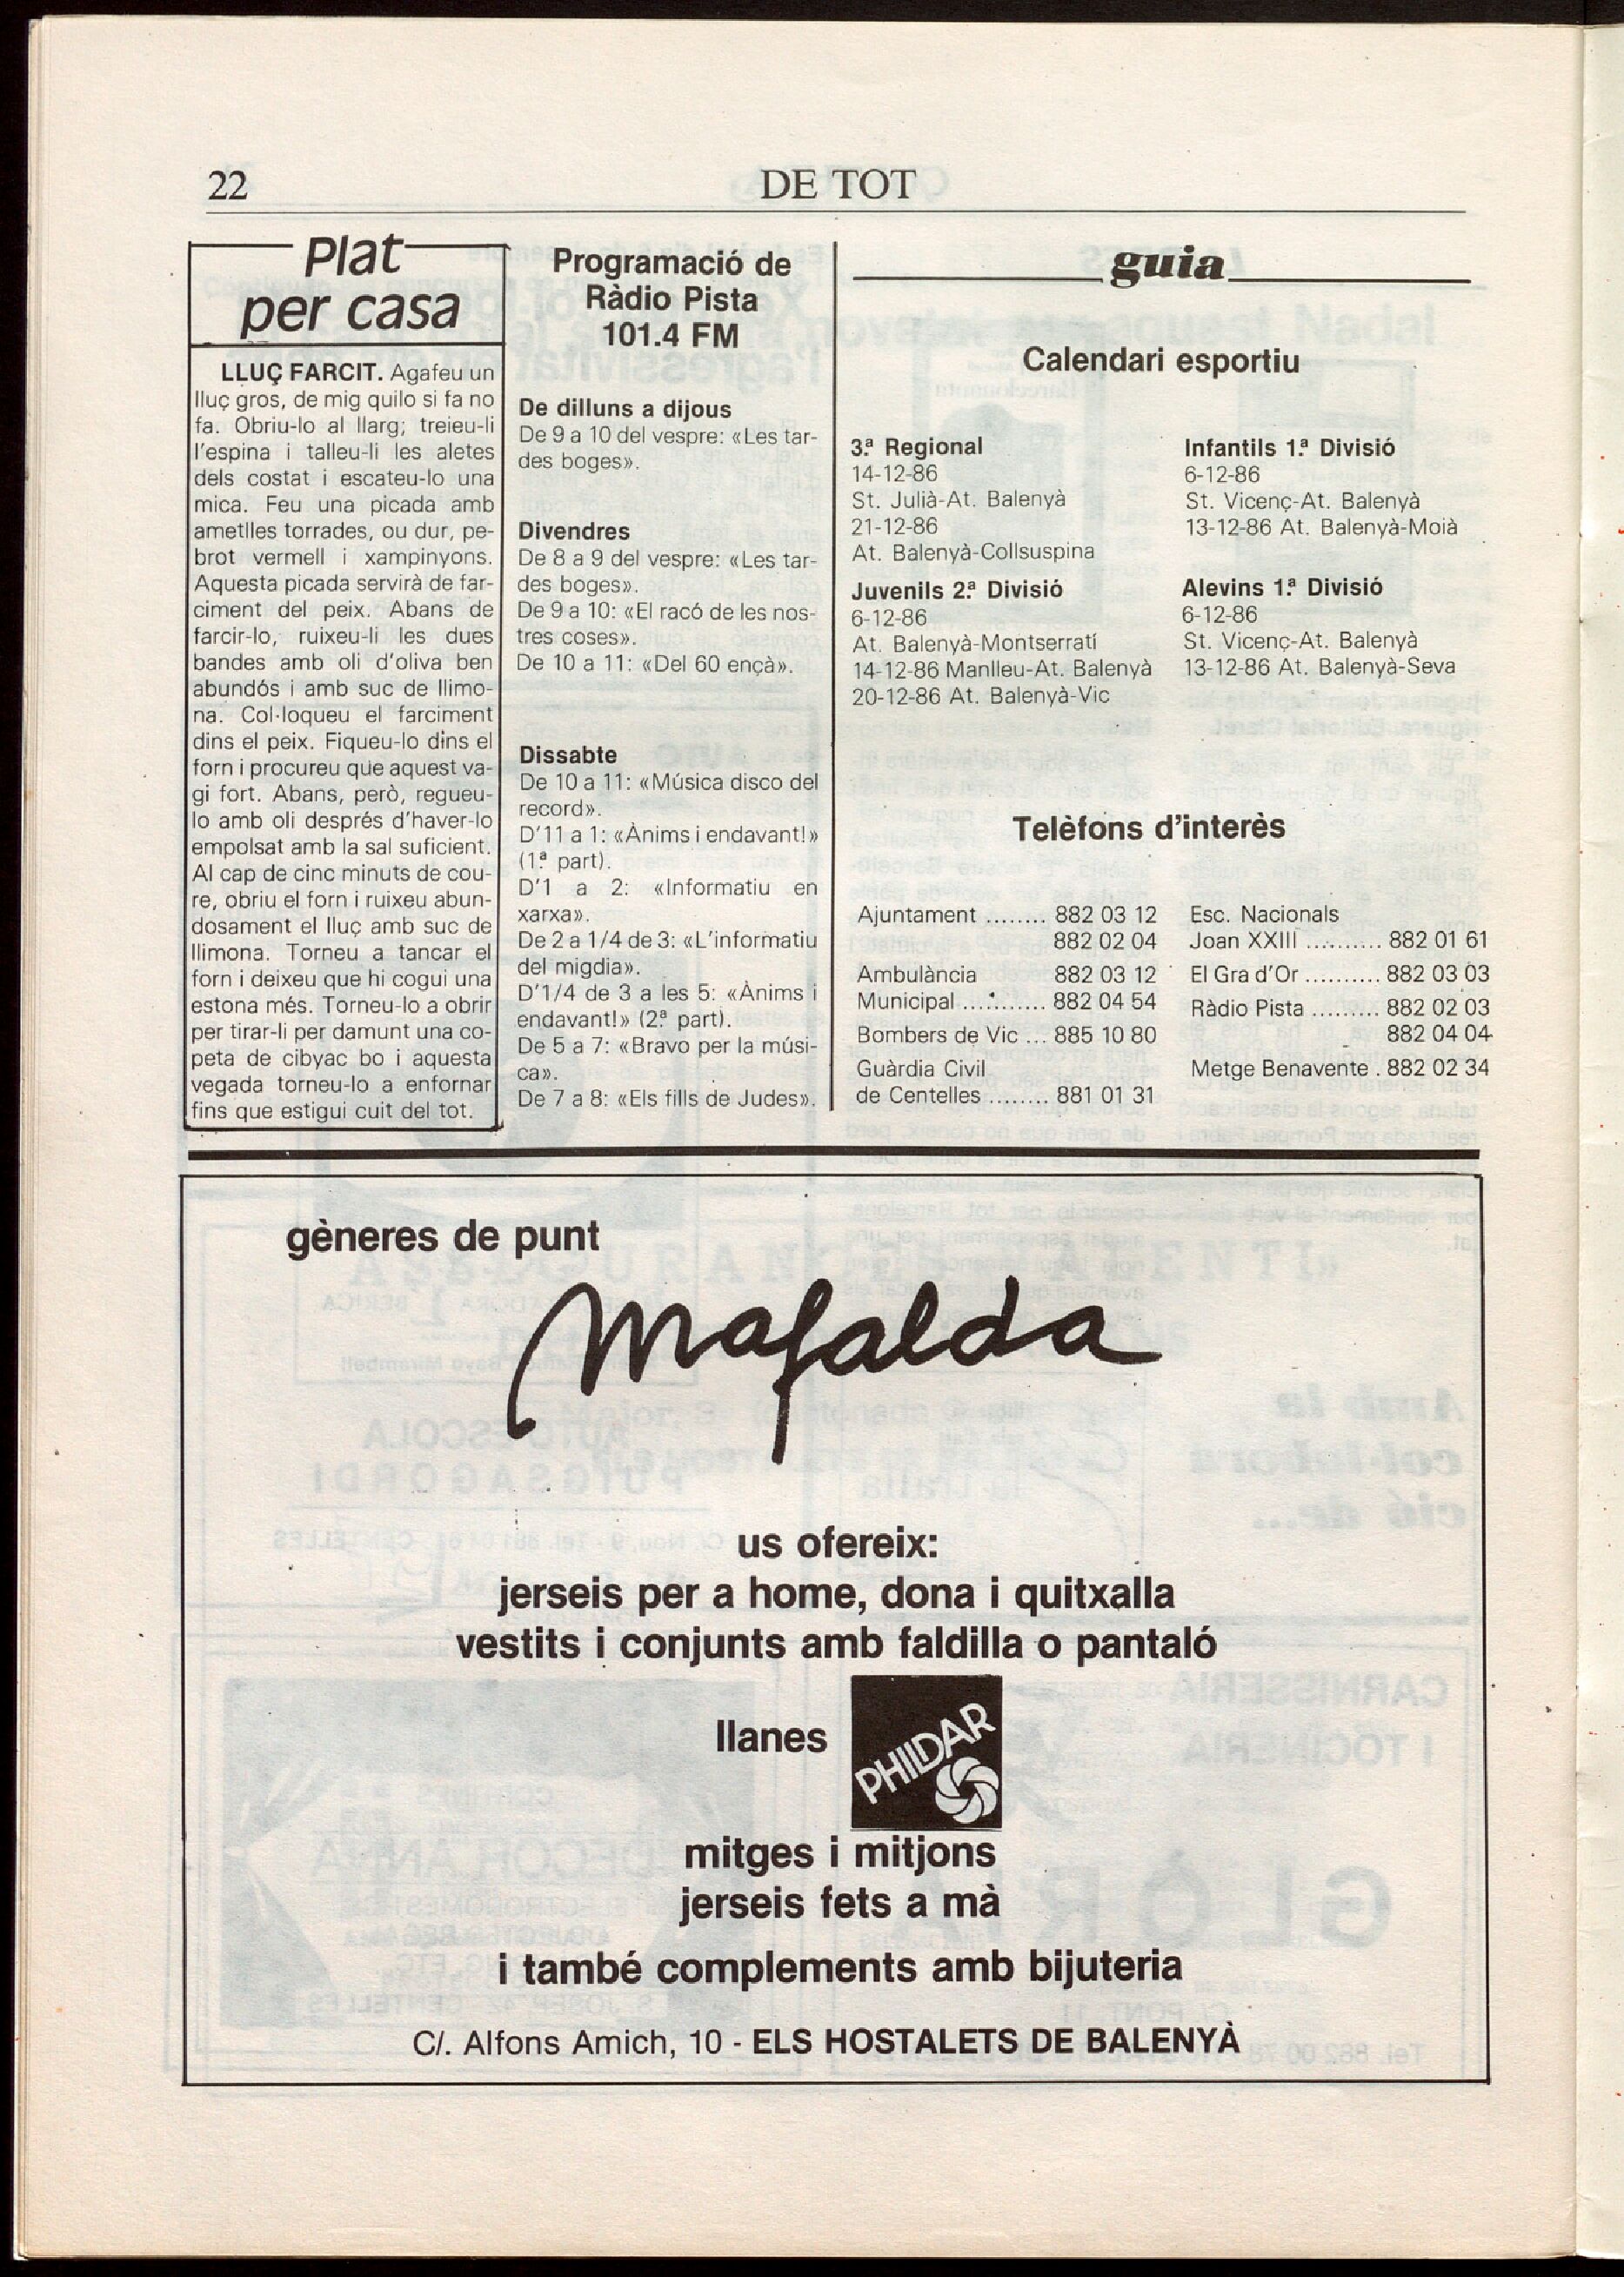 22
DE TOT
Plat
per casa
LLUÇ FARCIT. Agafeu un
lluç gros, de mig quilo si fa no
fa. Obriu-lo al llarg; treieu-li
l'espina i talleu-li les aletes
dels costat i escateu-lo una
mica. Feu una picada amb
ametlles torrades, ou dur, pe-
brot vermell i xampinyons.
Aquesta picada servirà de far-
ciment del peix. Abans de
farcir-lo, ruixeu-li les dues
bandes amb oli d'oliva ben
abundós i amb suc de llimo-
na. Col·loqueu el farciment
dins el peix. Fiqueu-lo dins el
forn i procureu que aquest va-
gi fort. Abans, però, regueu-
lo amb oli després d'haver-lo
empolsat amb la sal suficient.
Al cap de cinc minuts de cou-
re, obriu el forn i ruixeu abun-
dosament el lluç amb suc de
llimona. Torneu a tancar el
forn i deixeu que hi cogui una
estona més. Torneu-lo a obrir
per tirar-li per damunt una co-
peta de cibyac bo i aquesta
vegada torneu-lo a enfornar
fins que estigui cuit del tot.
Programació de
Ràdio Pista
101.4 FM
De dilluns a dijous
De 9 a 10 del vespre: «Les tar-
des boges».
Divendres
De 8 a 9 del vespre: «Les tar-
des boges».
De 9 a 10: «El racó de les nos-
tres coses».
De 10 a 11: «Del 60 ençà».
Dissabte
De 10 a 11: «Música disco del
record».
D'11 a 1: «Ànims i endavant!»
(1.ª part).
D'1 a 2: «Informatiu en
xarxa».
De 2 a 1/4 de 3: «L'informatiu
del migdia».
D'1/4 de 3 a les 5: «Ànims i
endavant!» (2.ª part).
De 5 a 7: «Bravo per la músi-
ca».
De 7 a 8: «Els fills de Judes».
guia
Calendari esportiu
3.ª Regional
14-12-86
St. Julià-At. Balenyà
21-12-86
At. Balenyà-Collsuspina
Juvenils 2.ª Divisió
6-12-86
At. Balenyà-Montserratí
14-12-86 Manlleu-At. Balenyà
20-12-86 At. Balenyà-Vic
Infantils 1.ª Divisió
6-12-86
St. Vicenç-At. Balenyà
13-12-86 At. Balenyà-Moià
Alevins 1.ª Divisió
6-12-86
St. Vicenç-At. Balenyà
13-12-86 At. Balenyà-Seva
Telèfons d'interès
Ajuntament ........ 882 03 12
882 02 04
Ambulància 882 03 12
Municipal ........... 882 04 54
Bombers de Vic ... 885 10 80
Guàrdia Civil
de Centelles ........ 881 01 31
Esc. Nacionals
Joan XXIII .......... 882 01 61
El Gra d'Or .......... 882 03 03
Ràdio Pista ......... 882 02 03
882 04 04
Metge Benavente . 882 02 34
gèneres de punt
Mafalda
us ofereix:
jerseis per a home, dona i quitxalla
vestits i conjunts amb faldilla o pantaló
llanes
PHILDAR
mitges i mitjons
jerseis fets a mà
i també complements amb bijuteria
C/. Alfons Amich, 10 - ELS HOSTALETS DE BALENYÀ